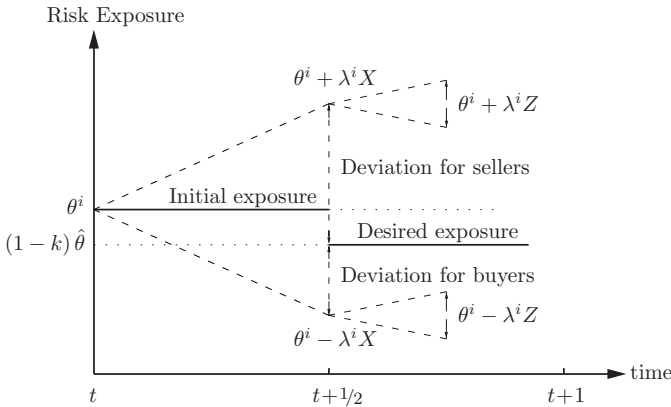 Risk Exposure
θ^i + λ^i X
θ^i + λ^i Z
Deviation for sellers
Initial exposure
θ^i
Desired exposure
(1 − k) θ̂
Deviation for buyers
θ^i − λ^i Z
θ^i − λ^i X
time
t
t+1/2
t+1